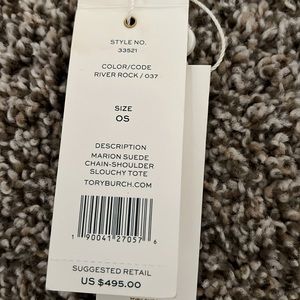 STYLE NO.
33521
COLOR/CODE
RIVER ROCK / 037
SIZE
OS
DESCRIPTION
MARION SUEDE
CHAIN-SHOULDER
SLOUCHY TOTE
TORYBURCH.COM
1 90041 27057 6
SUGGESTED RETAIL
US $495.00